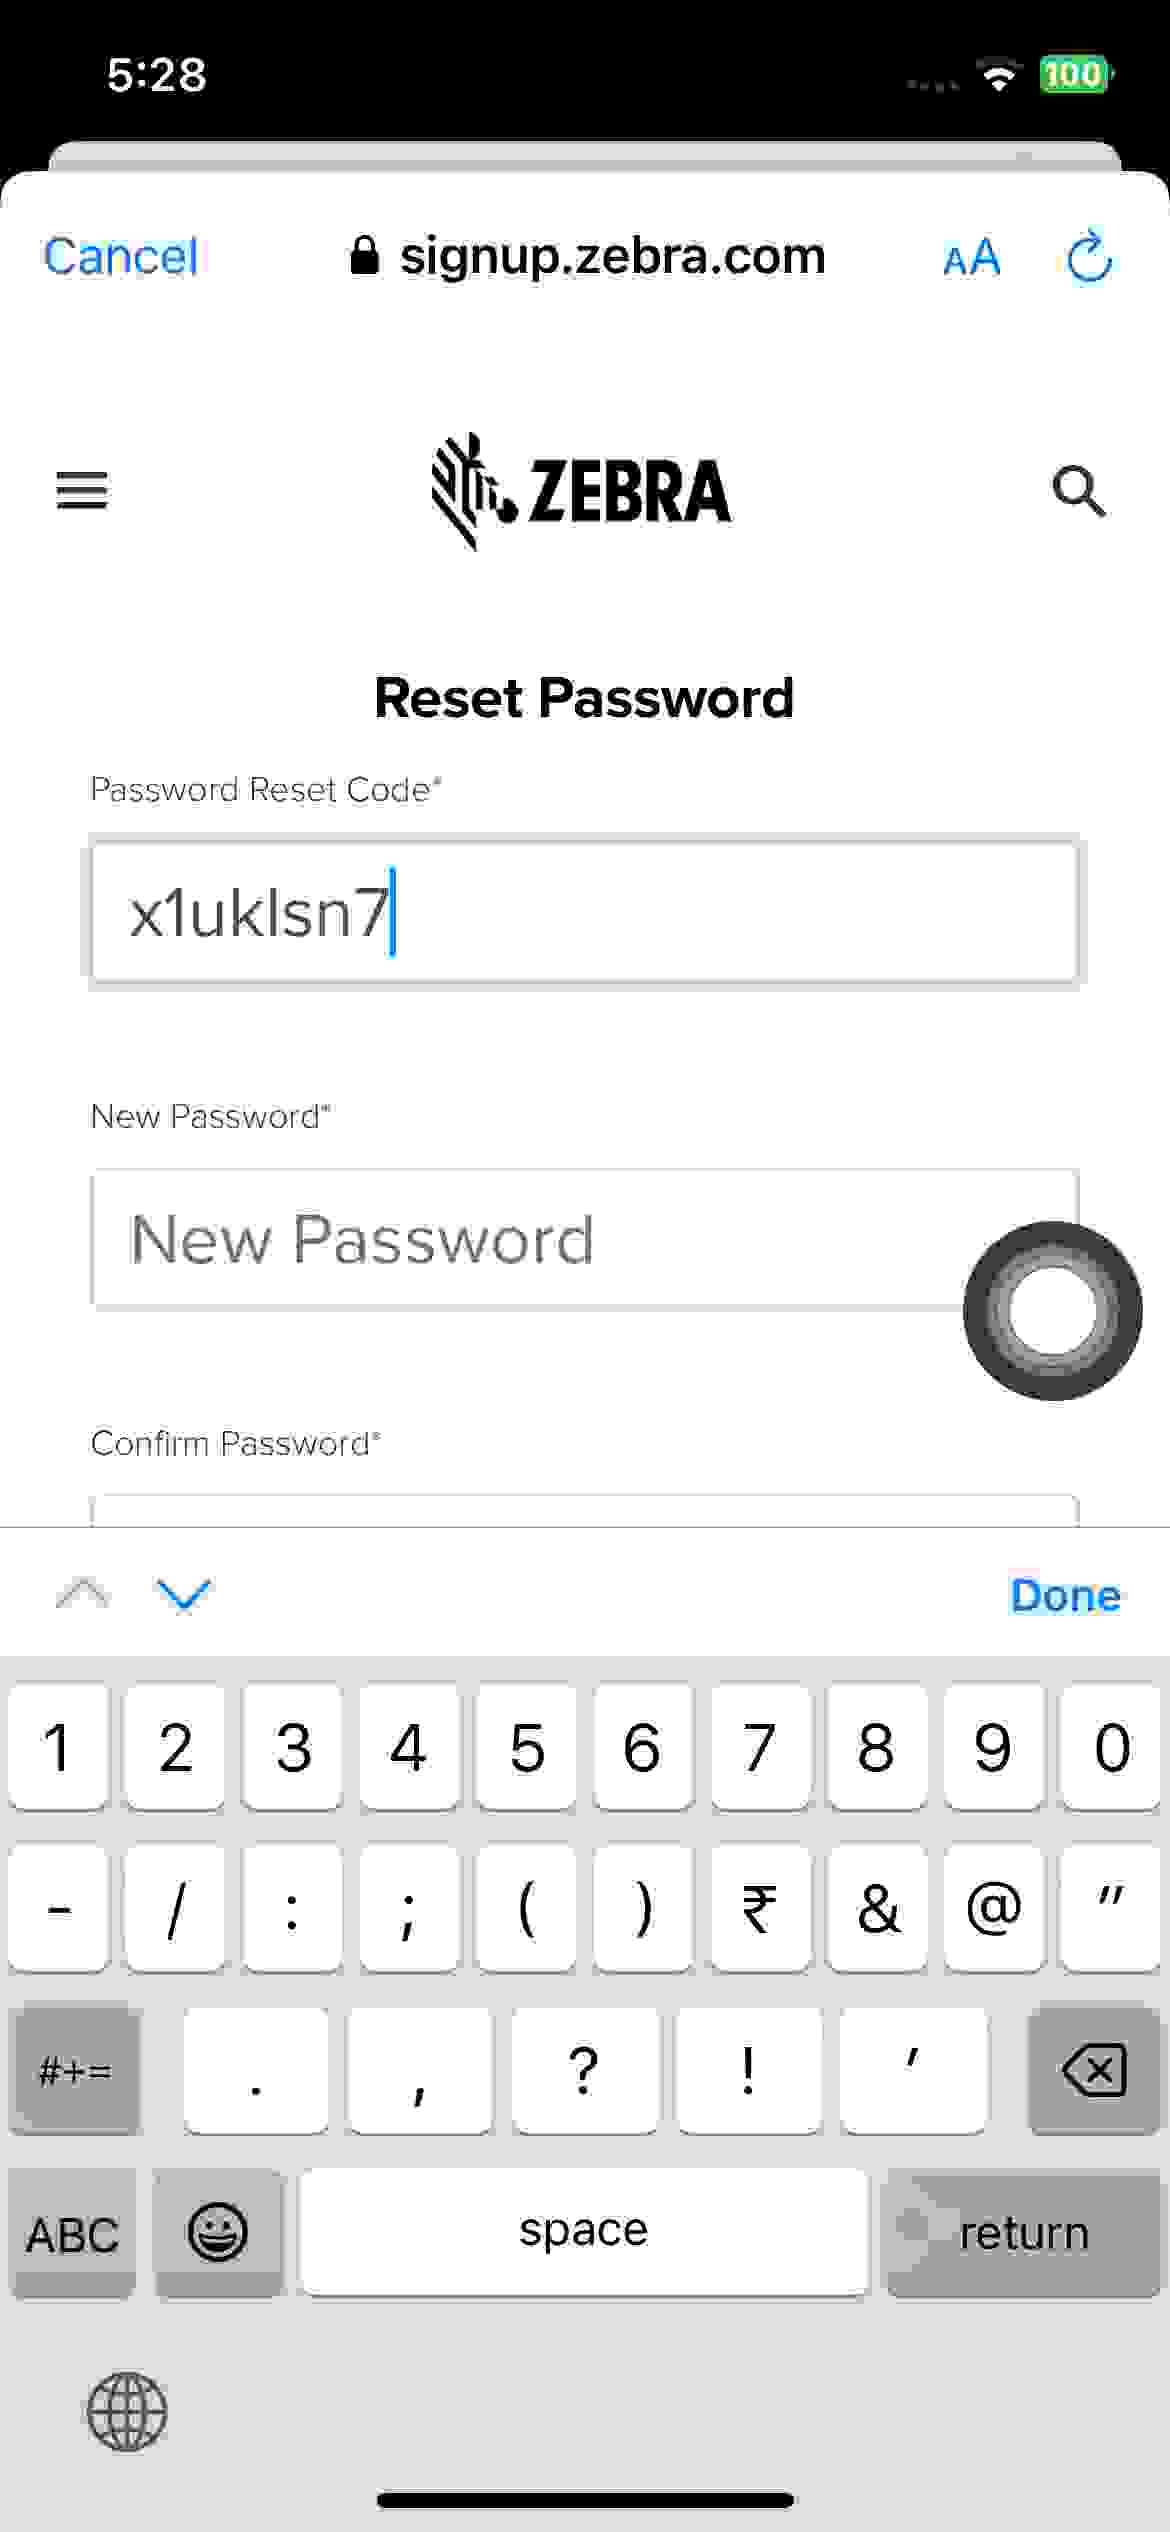 5:28
100
Cancel
signup.zebra.com
AA
ZEBRA
Reset Password
Password Reset Code*
x1uklsn7
New Password*
New Password
Confirm Password*
Done
1 2 3 4 5 6 7 8 9 0
- / : ; ( ) ₹ & @ "
#+= . , ? ! '
ABC space return